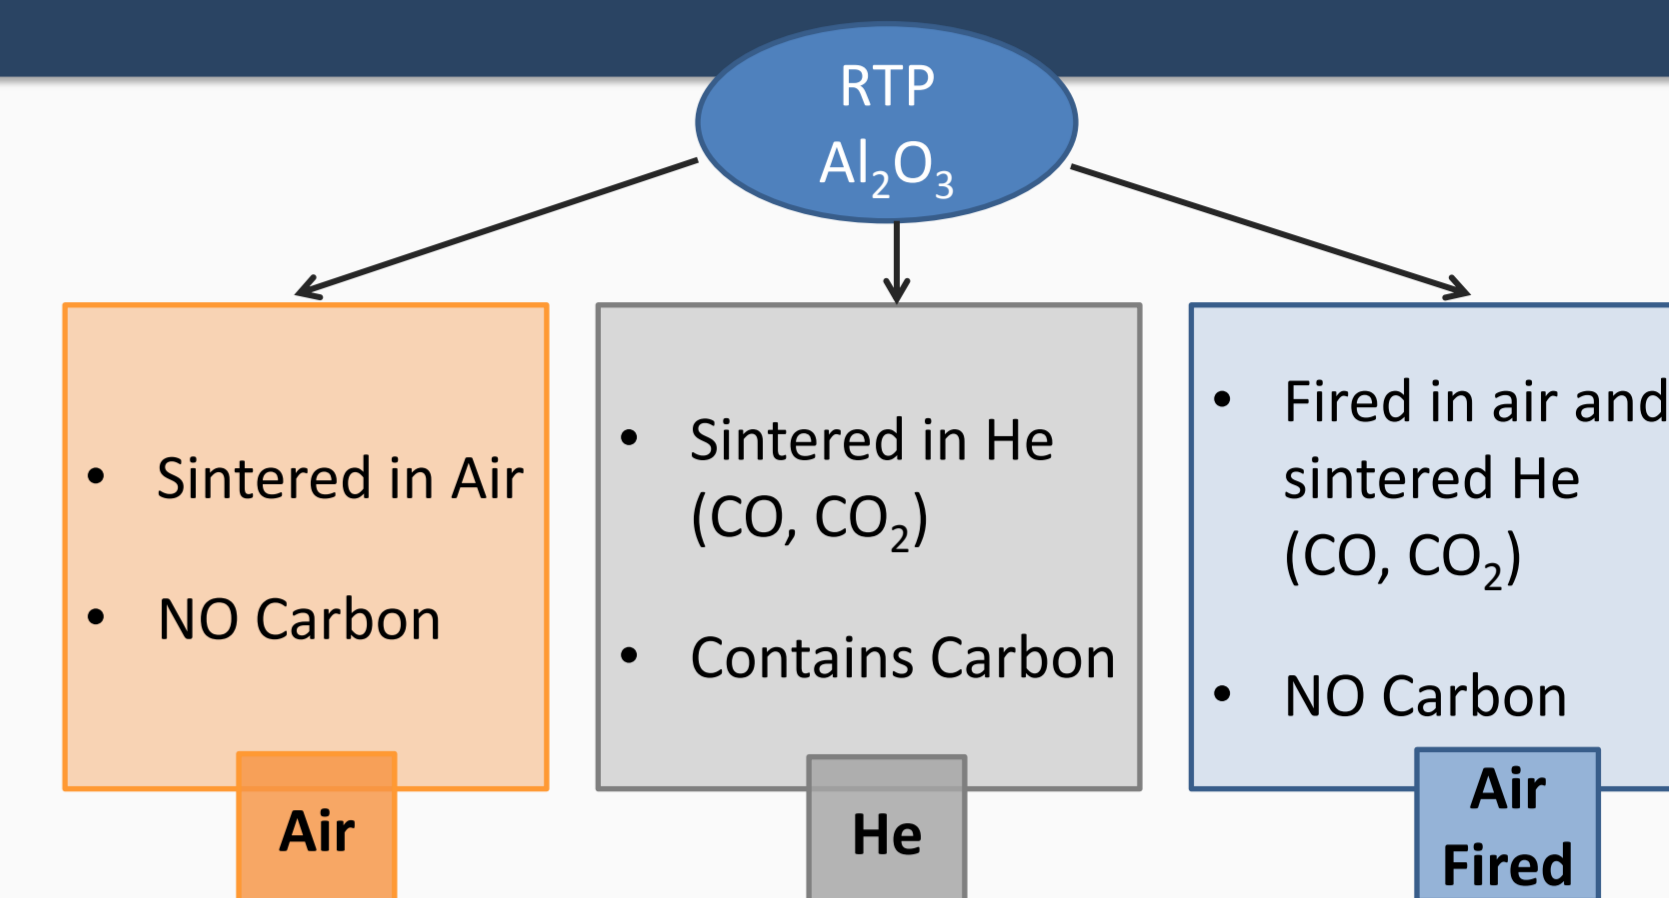 RTP
Al₂O₃
• Sintered in Air
• NO Carbon
Air
• Sintered in He
(CO, CO₂)
• Contains Carbon
He
• Fired in air and
sintered He
(CO, CO₂)
• NO Carbon
Air
Fired